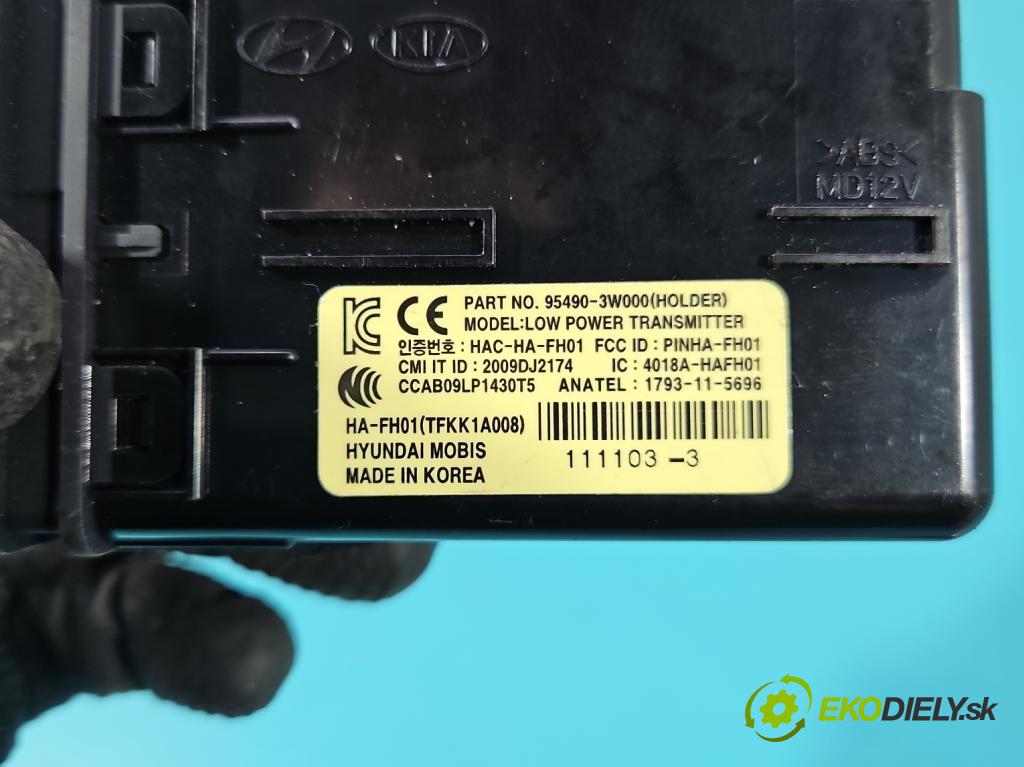 KIA
>ABS<
MD12V
PART NO. 95490-3W000(HOLDER)
MODEL:LOW POWER TRANSMITTER
인증번호 : HAC-HA-FH01 FCC ID : PINHA-FH01
CMI IT ID : 2009DJ2174 IC : 4018A-HAFH01
CCAB09LP1430T5 ANATEL : 1793-11-5696
HA-FH01(TFKK1A008)
HYUNDAI MOBIS
MADE IN KOREA
111103 -3
EKODIELY.sk